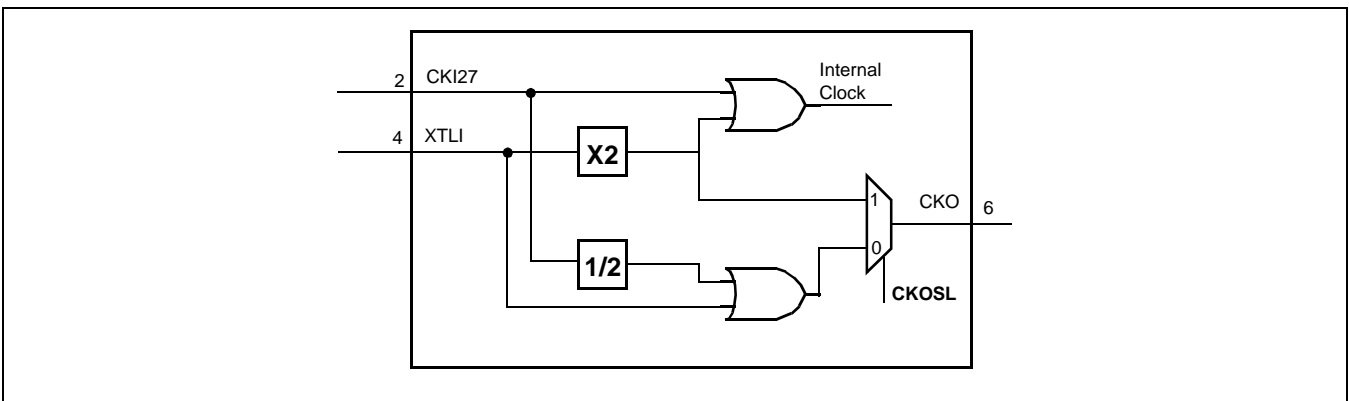 2
CKI27
Internal
Clock
4
XTLI
X2
1
CKO
6
1/2
0
CKOSL